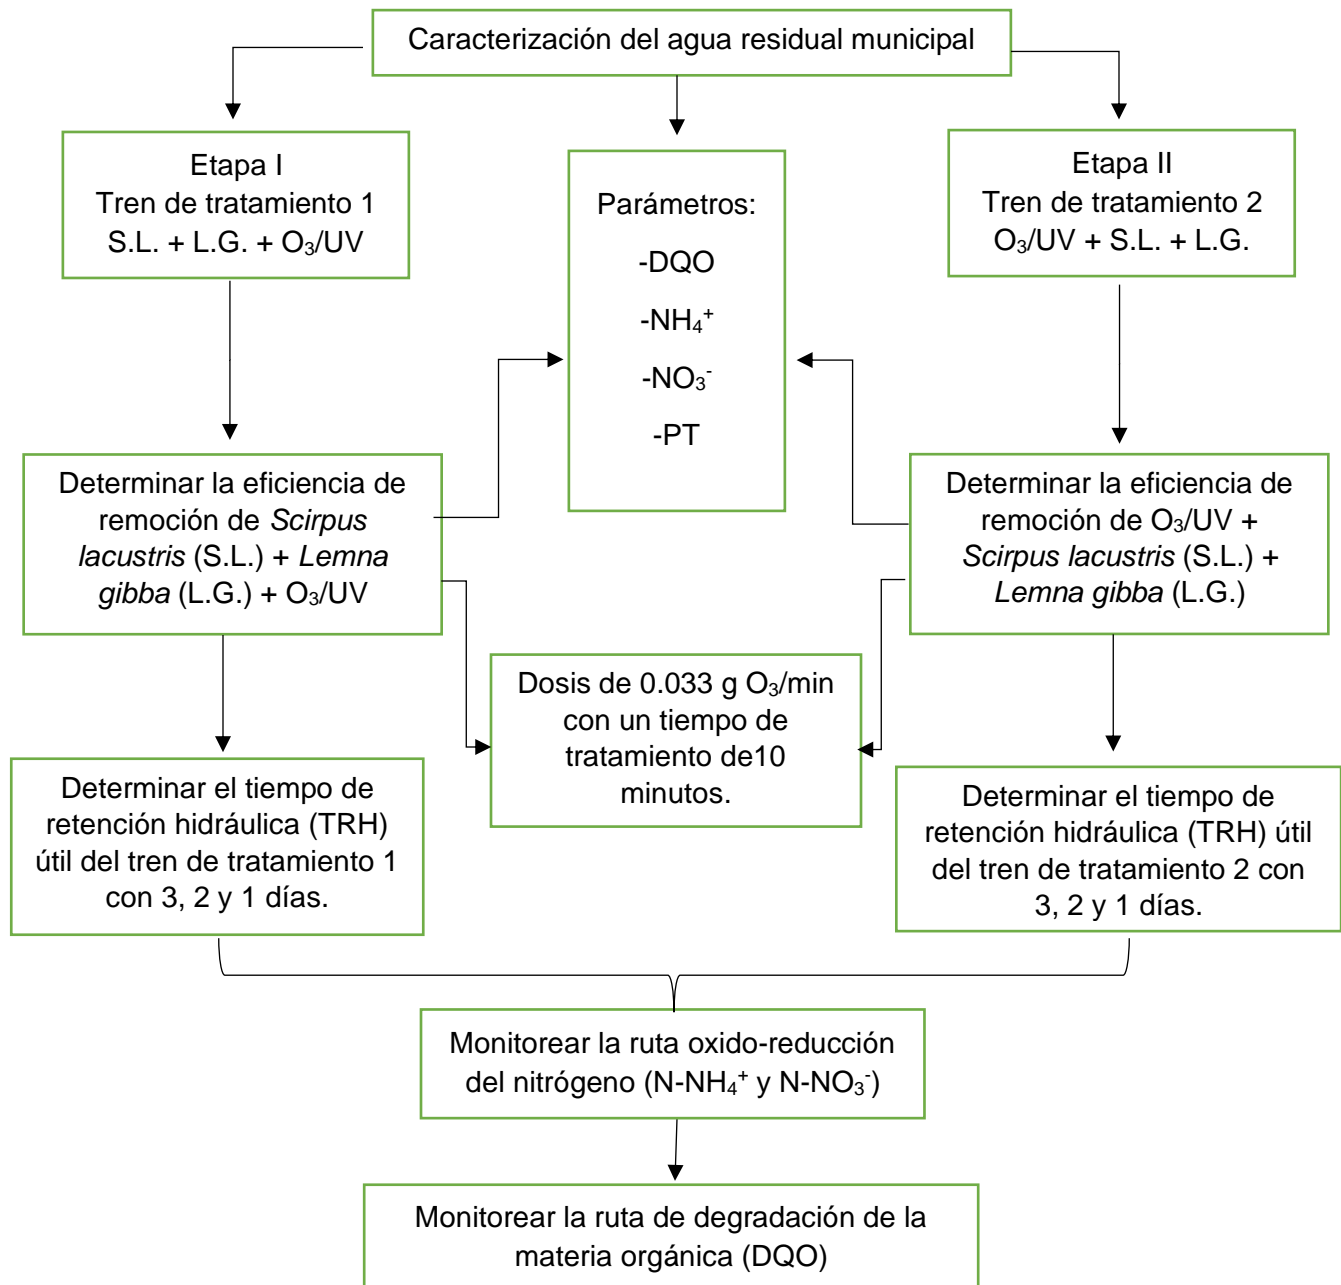 Caracterización del agua residual municipal
Etapa I
Tren de tratamiento 1
S.L. + L.G. + O₃/UV
Parámetros:
-DQO
-NH₄⁺
-NO₃⁻
-PT
Etapa II
Tren de tratamiento 2
O₃/UV + S.L. + L.G.
Determinar la eficiencia de
remoción de Scirpus
lacustris (S.L.) + Lemna
gibba (L.G.) + O₃/UV
Determinar la eficiencia de
remoción de O₃/UV +
Scirpus lacustris (S.L.) +
Lemna gibba (L.G.)
Dosis de 0.033 g O₃/min
con un tiempo de
tratamiento de10
minutos.
Determinar el tiempo de
retención hidráulica (TRH)
útil del tren de tratamiento 1
con 3, 2 y 1 días.
Determinar el tiempo de
retención hidráulica (TRH) útil
del tren de tratamiento 2 con
3, 2 y 1 días.
Monitorear la ruta oxido-reducción
del nitrógeno (N-NH₄⁺ y N-NO₃⁻)
Monitorear la ruta de degradación de la
materia orgánica (DQO)